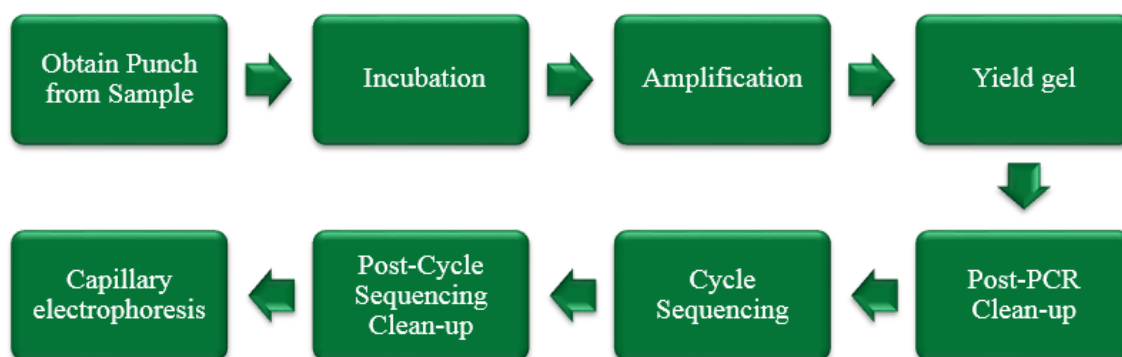 Obtain Punch
from Sample
Incubation
Amplification
Yield gel
Post-PCR
Clean-up
Cycle
Sequencing
Post-Cycle
Sequencing
Clean-up
Capillary
electrophoresis